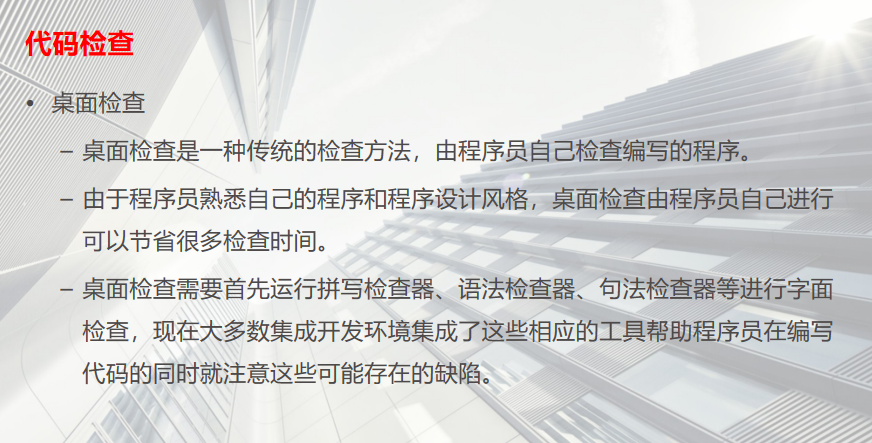 代码检查
• 桌面检查
– 桌面检查是一种传统的检查方法，由程序员自己检查编写的程序。
– 由于程序员熟悉自己的程序和程序设计风格，桌面检查由程序员自己进行
可以节省很多检查时间。
– 桌面检查需要首先运行拼写检查器、语法检查器、句法检查器等进行字面
检查，现在大多数集成开发环境集成了这些相应的工具帮助程序员在编写
代码的同时就注意这些可能存在的缺陷。